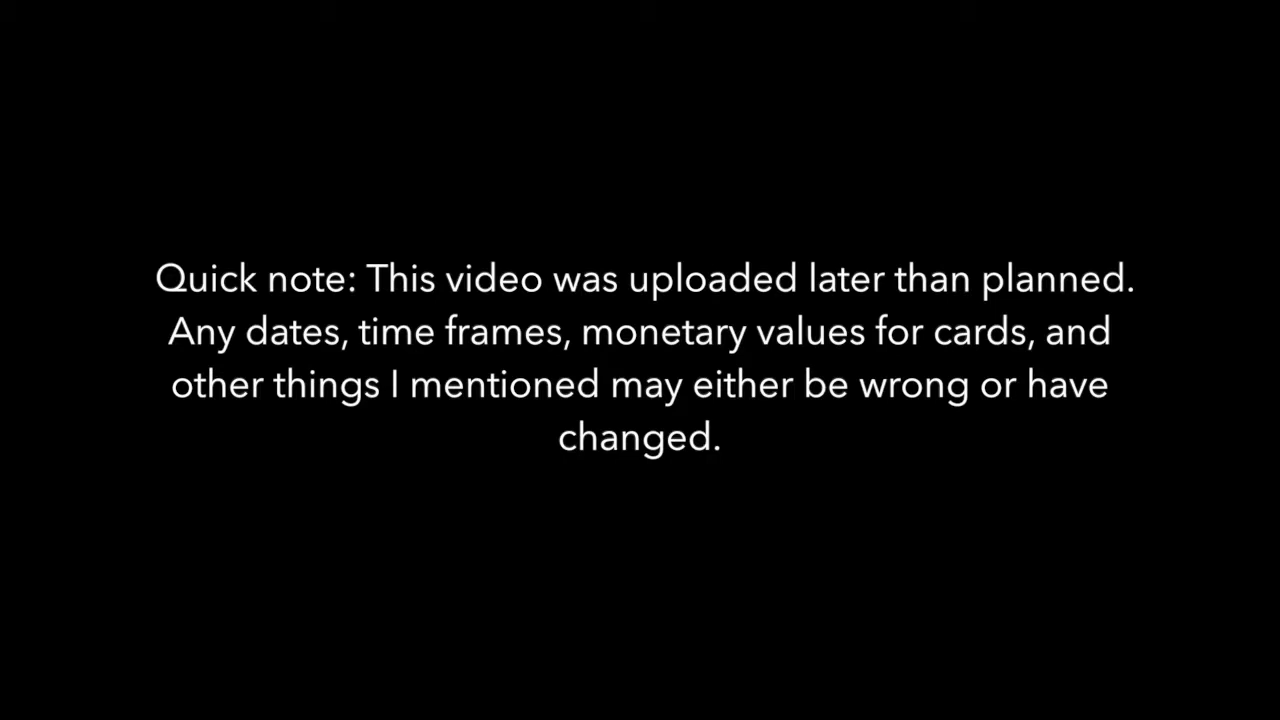 Quick note: This video was uploaded later than planned.
Any dates, time frames, monetary values for cards, and
other things I mentioned may either be wrong or have
changed.